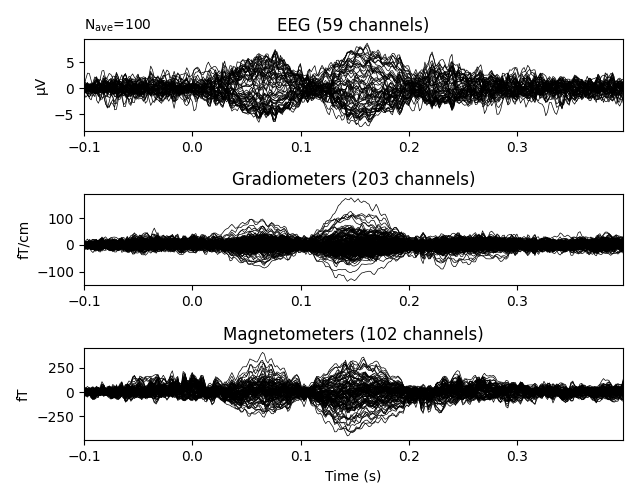 N_ave=100
EEG (59 channels)
μV
5
0
−5
−0.1 0.0 0.1 0.2 0.3
Gradiometers (203 channels)
fT/cm
100
0
−100
−0.1 0.0 0.1 0.2 0.3
Magnetometers (102 channels)
fT
250
0
−250
−0.1 0.0 0.1 0.2 0.3
Time (s)